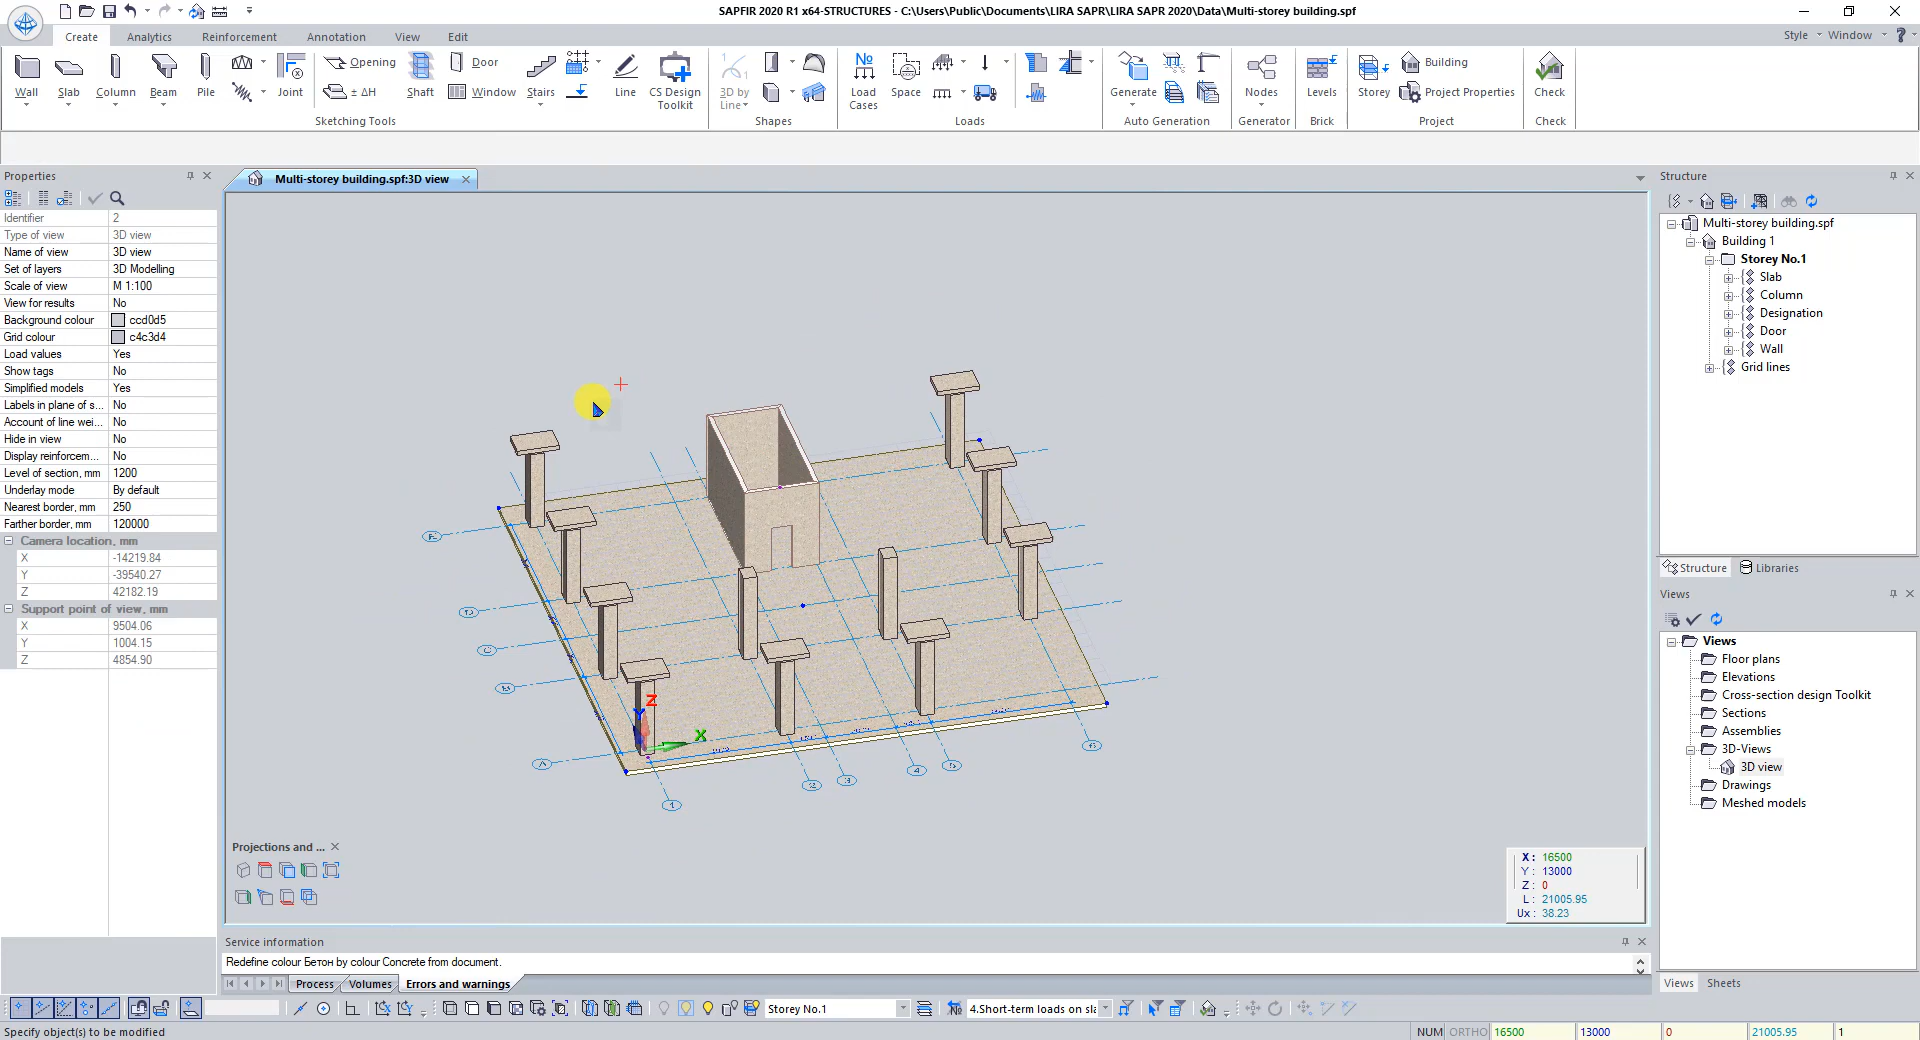 SAPFIR 2020 R1 x64-STRUCTURES - C:\Users\Public\Documents\LIRA SAPR\LIRA SAPR 2020\Data\Multi-storey building.spf
Create Analytics Reinforcement Annotation View Edit
Style Window ?
Wall
Slab
Column
Beam
Pile
Joint
Opening
± ΔH
Shaft
Door
Window
Stairs
Line
CS Design Toolkit
3D by Line
№ Load Cases
Space
Generate
Nodes
Levels
Storey
Building
Project Properties
Check
Sketching Tools
Shapes
Loads
Auto Generation
Generator
Brick
Project
Check
Properties
Identifier 2
Type of view 3D view
Name of view 3D view
Set of layers 3D Modelling
Scale of view M 1:100
View for results No
Background colour ccd0d5
Grid colour c4c3d4
Load values Yes
Show tags No
Simplified models Yes
Labels in plane of s... No
Account of line wei... No
Hide in view No
Display reinforcem... No
Level of section, mm 1200
Underlay mode By default
Nearest border, mm 250
Farther border, mm 120000
Camera location, mm
X -14219.84
Y -39540.27
Z 42182.19
Support point of view, mm
X 9504.06
Y 1004.15
Z 4854.90
Multi-storey building.spf:3D view
Z
Y
X
A
1
2
3
4
5
6
Projections and ...
X : 16500
Y : 13000
Z : 0
L : 21005.95
Ux : 38.23
Structure
Multi-storey building.spf
Building 1
Storey No.1
Slab
Column
Designation
Door
Wall
Grid lines
Structure Libraries
Views
Views
Floor plans
Elevations
Cross-section design Toolkit
Sections
Assemblies
3D-Views
3D view
Drawings
Meshed models
Views Sheets
Service information
Redefine colour Бетон by colour Concrete from document.
Process Volumes Errors and warnings
Storey No.1
4.Short-term loads on sla
Specify object(s) to be modified
NUM ORTHO 16500 13000 0 21005.95 1